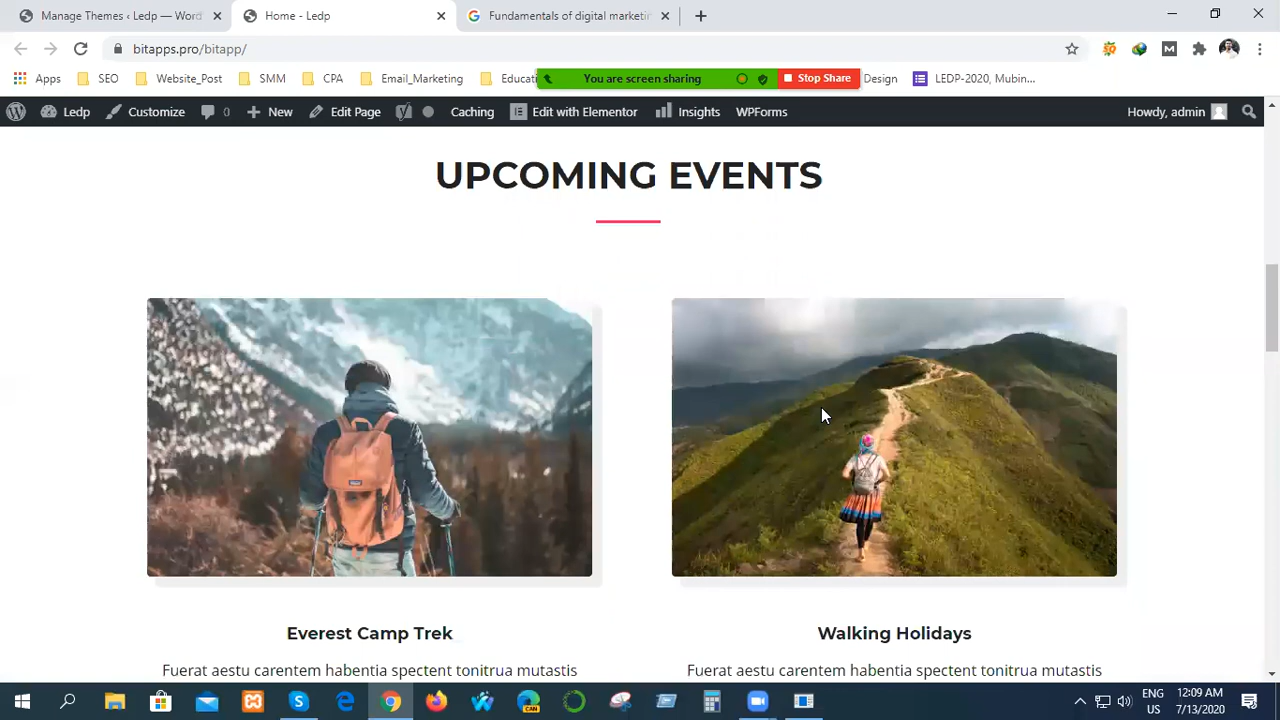 Manage Themes ‹ Ledp — Word
Home - Ledp
Fundamentals of digital marketin
bitapps.pro/bitapp/
Apps
SEO
Website_Post
SMM
CPA
Email_Marketing
Educati
You are screen sharing
Stop Share
Design
LEDP-2020, Mubin...
Ledp
Customize
0
New
Edit Page
Caching
Edit with Elementor
Insights
WPForms
Howdy, admin
UPCOMING EVENTS
Everest Camp Trek
Walking Holidays
Fuerat aestu carentem habentia spectent tonitrua mutastis
Fuerat aestu carentem habentia spectent tonitrua mutastis
ENG
US
12:09 AM
7/13/2020